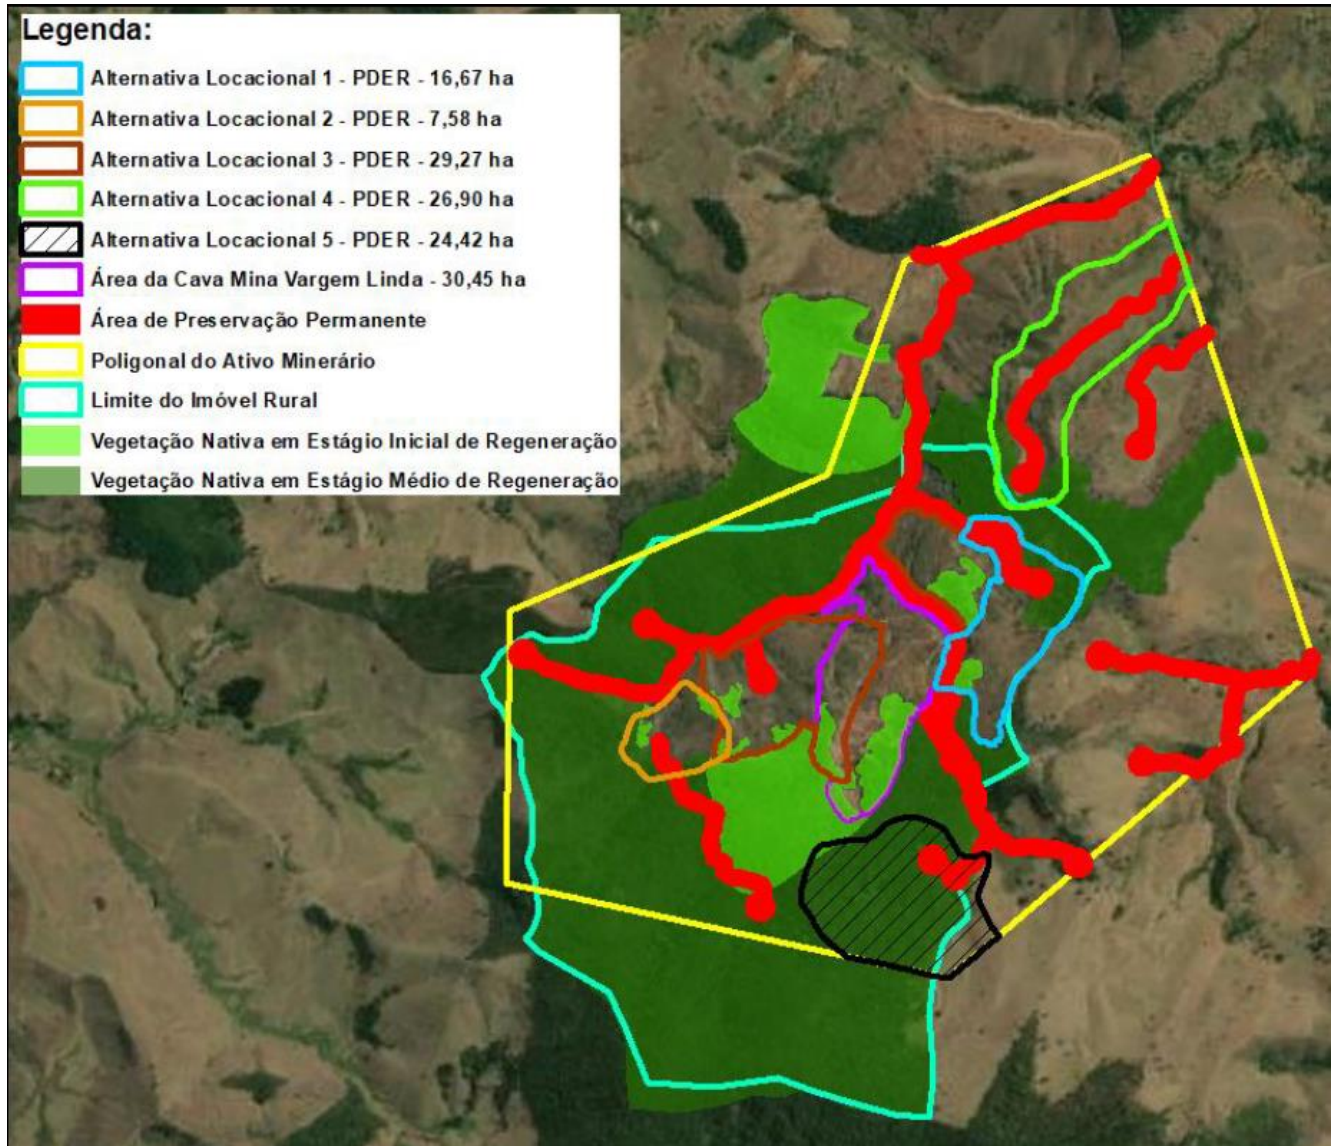 Legenda:
Alternativa Locacional 1 - PDER - 16,67 ha
Alternativa Locacional 2 - PDER - 7,58 ha
Alternativa Locacional 3 - PDER - 29,27 ha
Alternativa Locacional 4 - PDER - 26,90 ha
Alternativa Locacional 5 - PDER - 24,42 ha
Área da Cava Mina Vargem Linda - 30,45 ha
Área de Preservação Permanente
Poligonal do Ativo Minerário
Limite do Imóvel Rural
Vegetação Nativa em Estágio Inicial de Regeneração
Vegetação Nativa em Estágio Médio de Regeneração